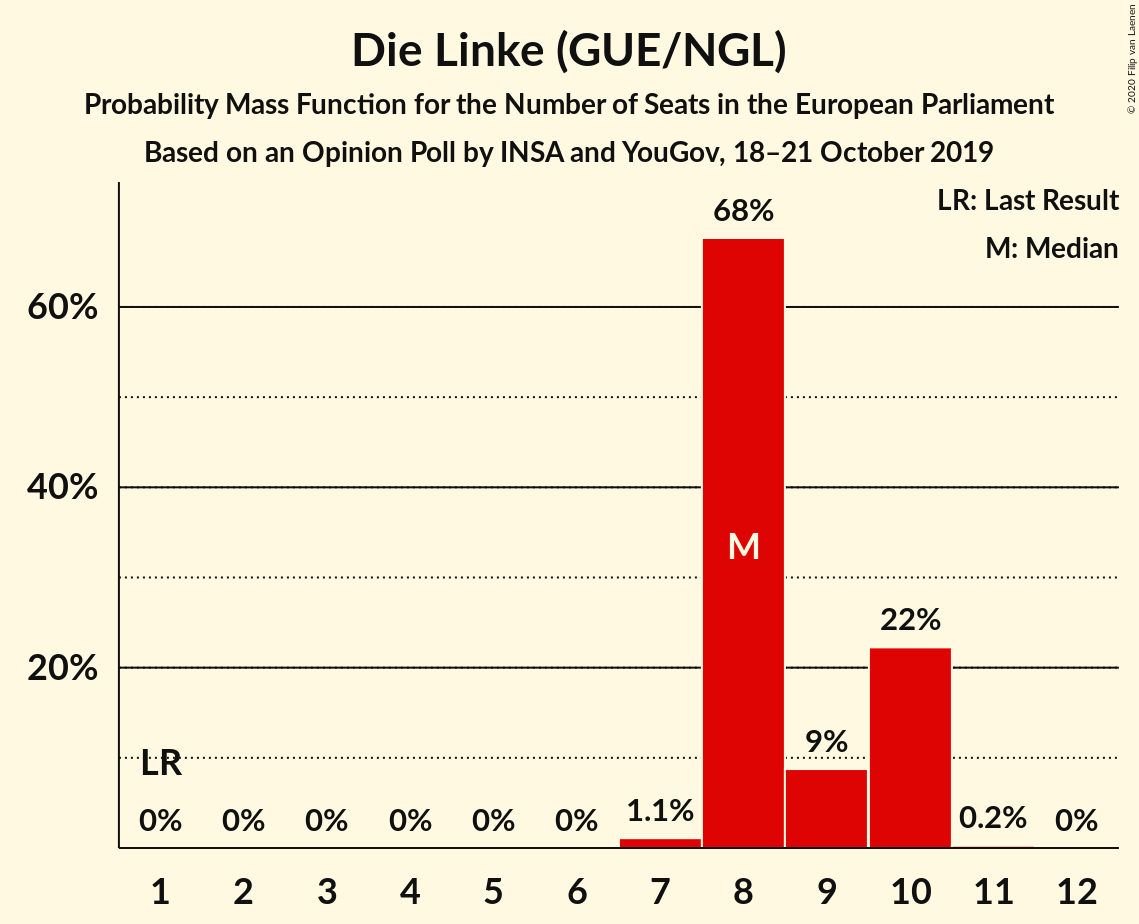 Die Linke (GUE/NGL)
Probability Mass Function for the Number of Seats in the European Parliament
Based on an Opinion Poll by INSA and YouGov, 18–21 October 2019
© 2020 Filip van Laenen
LR: Last Result
M: Median
68%
60%
40%
M
22%
20%
9%
LR
0% 0% 0% 0% 0% 0% 1.1% 0.2% 0%
1 2 3 4 5 6 7 8 9 10 11 12